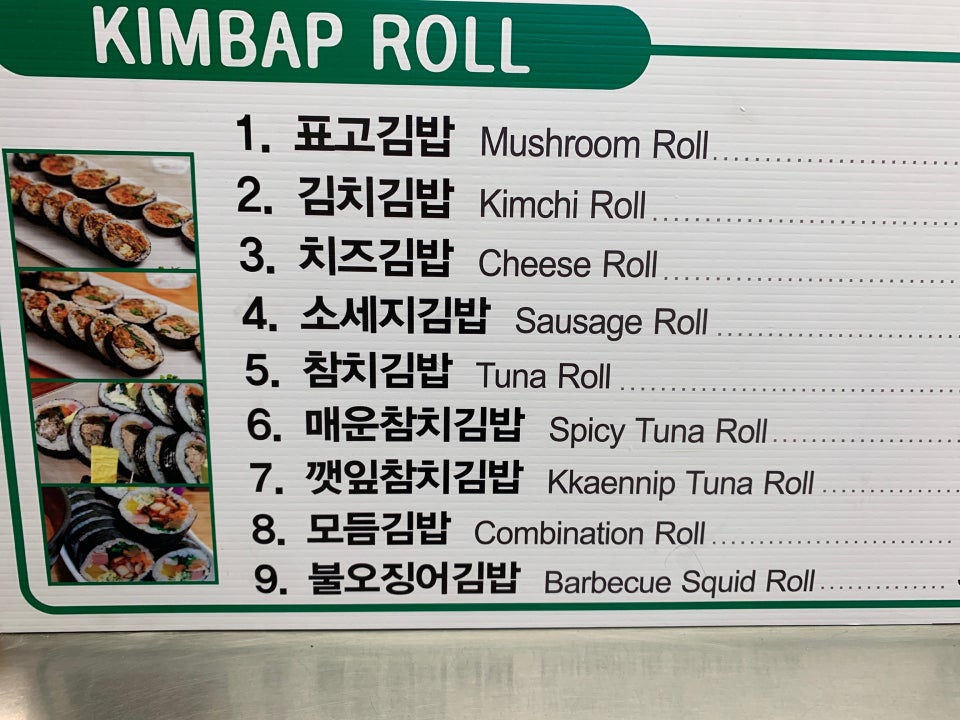 KIMBAP ROLL
1. 표고김밥 Mushroom Roll
2. 김치김밥 Kimchi Roll
3. 치즈김밥 Cheese Roll
4. 소세지김밥 Sausage Roll
5. 참치김밥 Tuna Roll
6. 매운참치김밥 Spicy Tuna Roll
7. 깻잎참치김밥 Kkaennip Tuna Roll
8. 모듬김밥 Combination Roll
9. 불오징어김밥 Barbecue Squid Roll